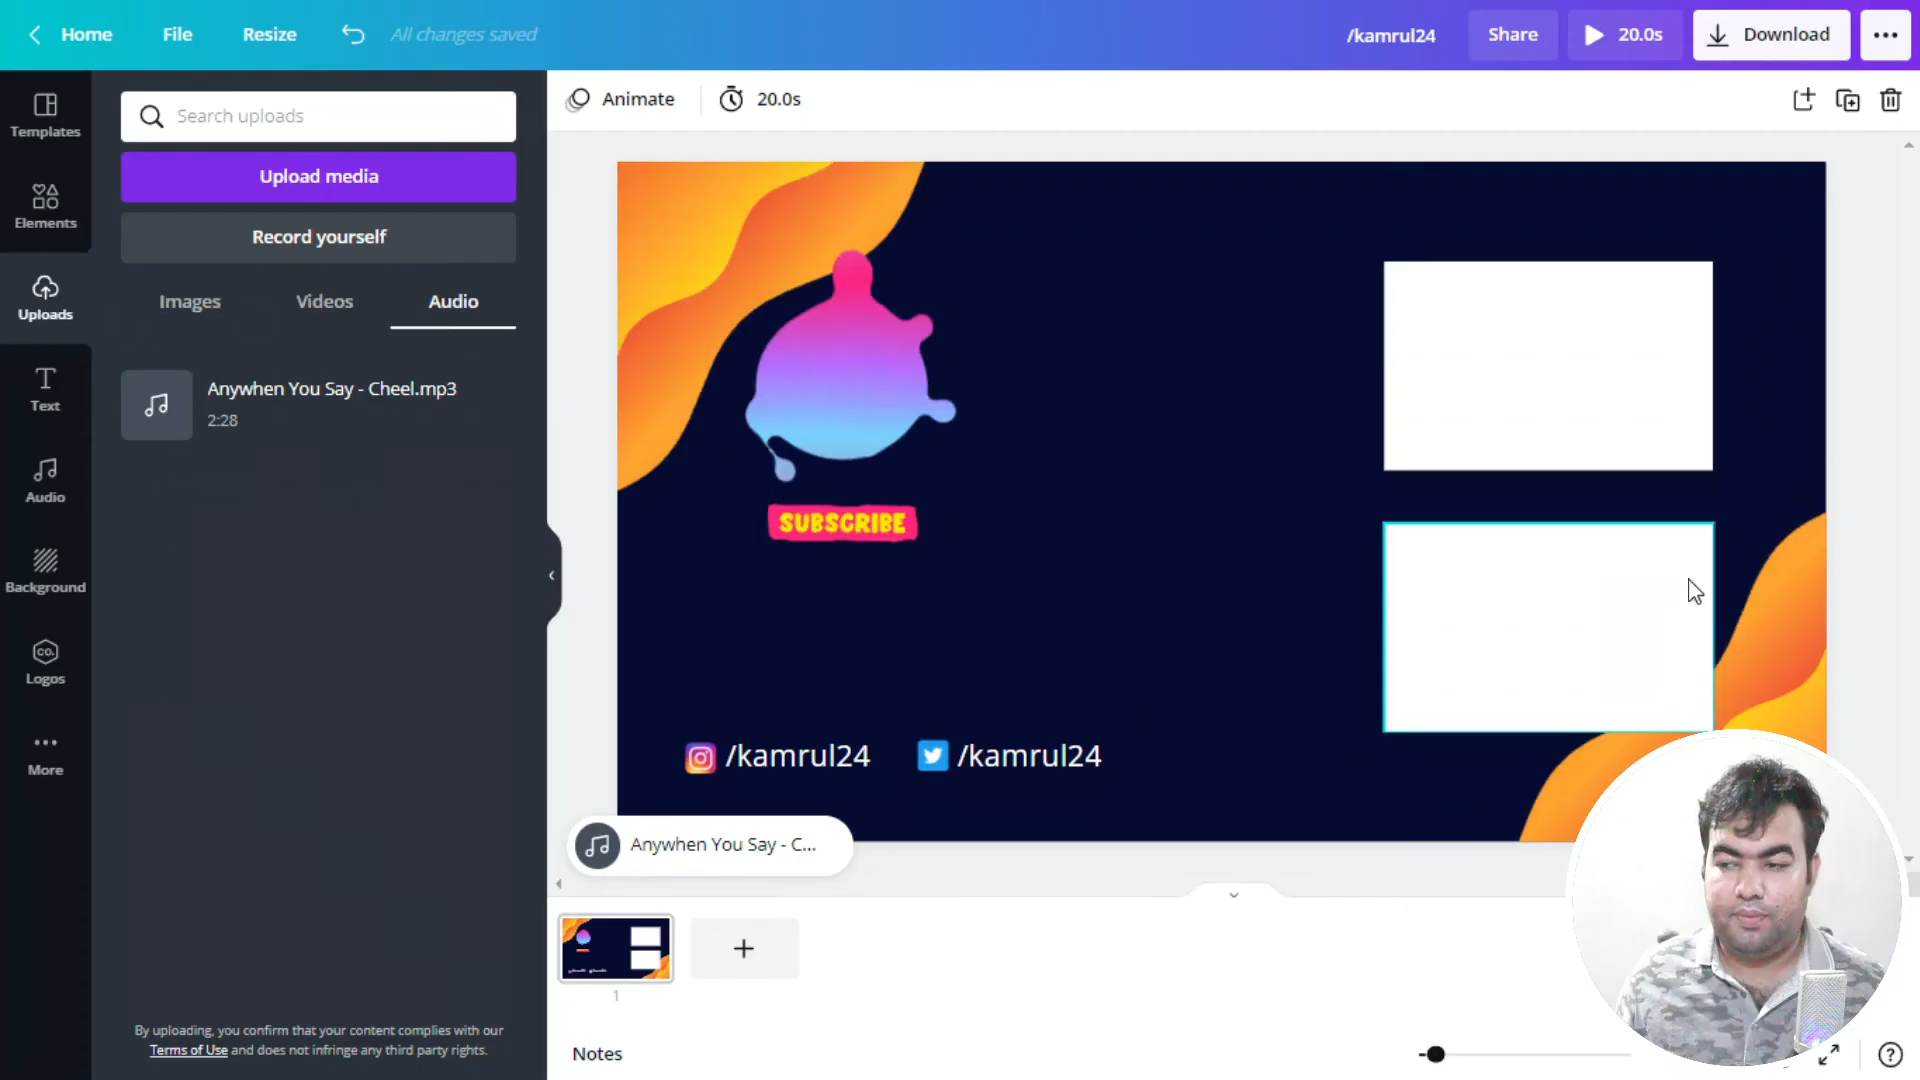 Home
File
Resize
All changes saved
/kamrul24
Share
20.0s
Download
Templates
Elements
Uploads
Text
Audio
Background
CO.
Logos
More
Search uploads
Upload media
Record yourself
Images
Videos
Audio
Anywhen You Say - Cheel.mp3
2:28
By uploading, you confirm that your content complies with our
Terms of Use and does not infringe any third party rights.
Animate
20.0s
SUBSCRIBE
/kamrul24
/kamrul24
Anywhen You Say - C...
1
Notes